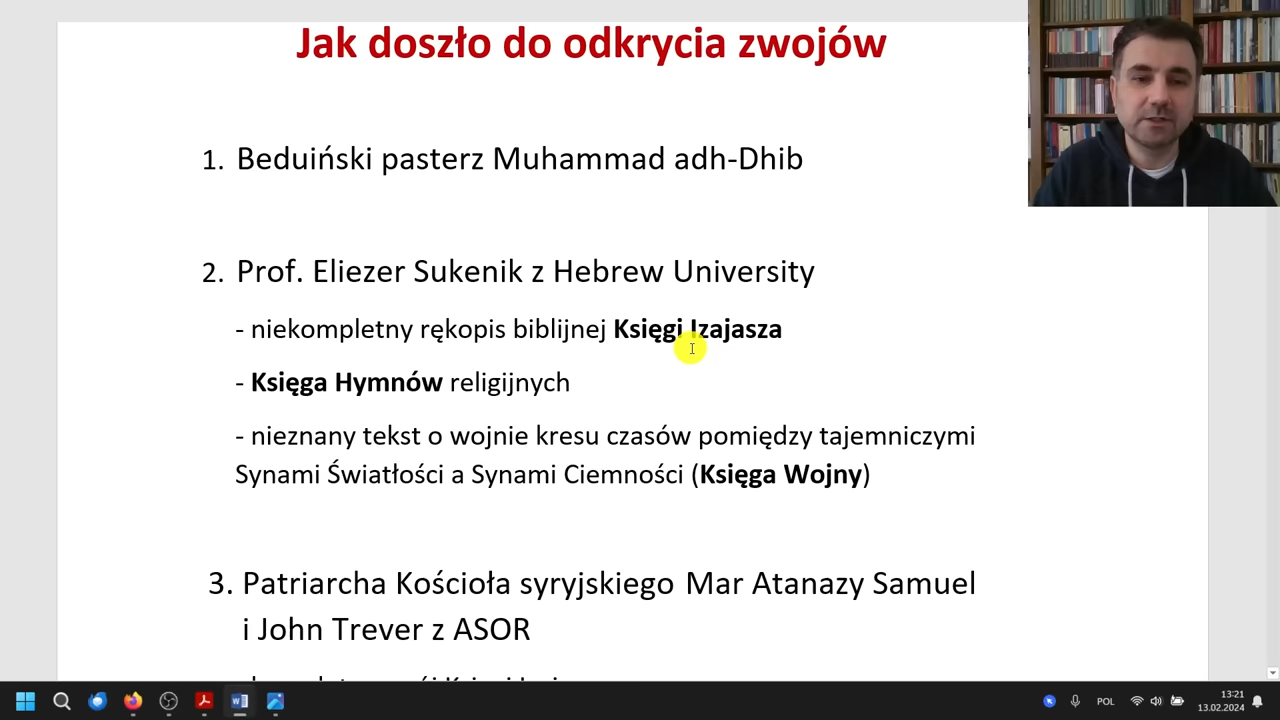 Jak doszło do odkrycia zwojów
1. Beduiński pasterz Muhammad adh-Dhib
2. Prof. Eliezer Sukenik z Hebrew University
- niekompletny rękopis biblijnej Księgi Izajasza
- Księga Hymnów religijnych
- nieznany tekst o wojnie kresu czasów pomiędzy tajemniczymi
Synami Światłości a Synami Ciemności (Księga Wojny)
3. Patriarcha Kościoła syryjskiego Mar Atanazy Samuel
i John Trever z ASOR
POL
13:21
13.02.2024